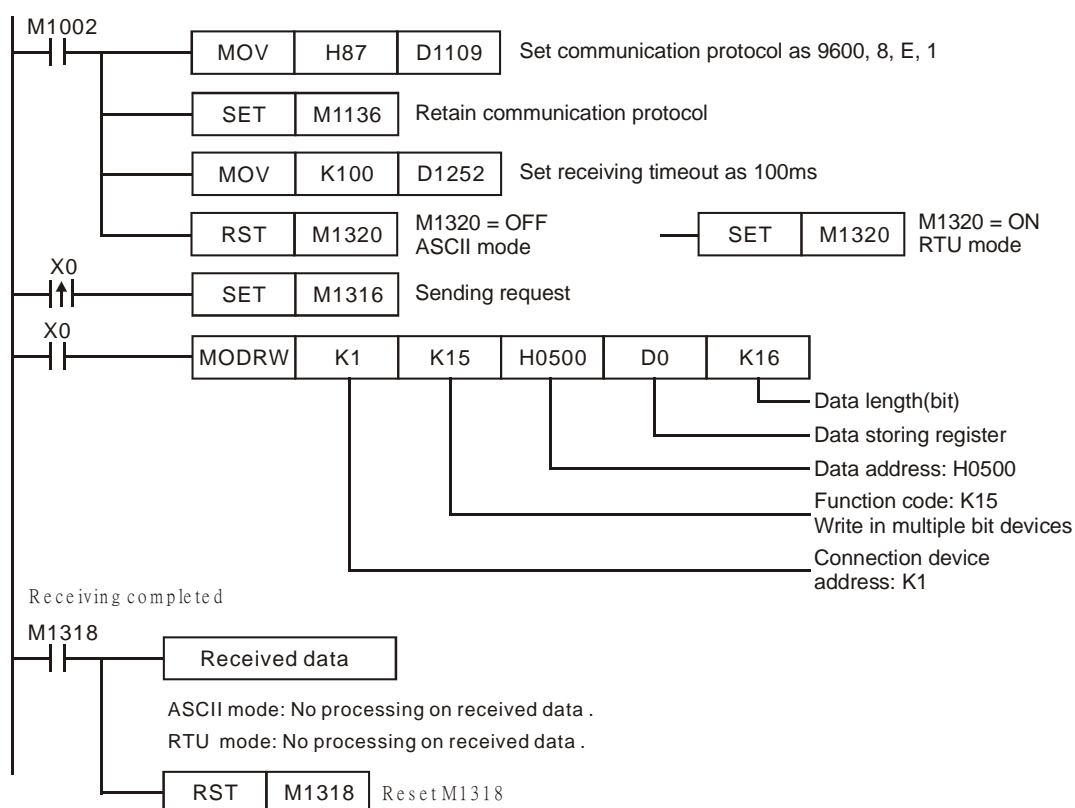 M1002
MOV H87 D1109 Set communication protocol as 9600, 8, E, 1
SET M1136 Retain communication protocol
MOV K100 D1252 Set receiving timeout as 100ms
RST M1320 M1320 = OFF
ASCII mode
SET M1320 M1320 = ON
RTU mode
X0
SET M1316 Sending request
X0
MODRW K1 K15 H0500 D0 K16
Data length(bit)
Data storing register
Data address: H0500
Function code: K15
Write in multiple bit devices
Connection device
address: K1
Receiving completed
M1318
Received data
ASCII mode: No processing on received data .
RTU mode: No processing on received data .
RST M1318 Reset M1318